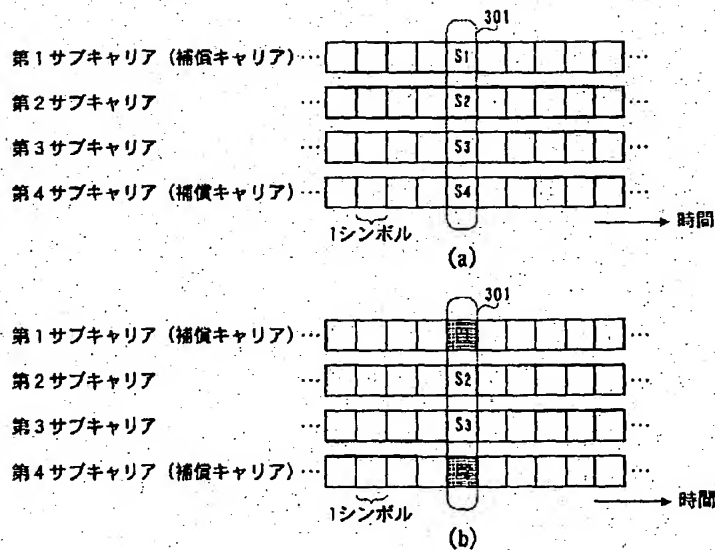 301
第1サブキャリア (補償キャリア) ... S1 ...
第2サブキャリア ... S2 ...
第3サブキャリア ... S3 ...
第4サブキャリア (補償キャリア) ... S4 ...
時間
1シンボル
(a)
301
第1サブキャリア (補償キャリア) ... ...
第2サブキャリア ... S2 ...
第3サブキャリア ... S3 ...
第4サブキャリア (補償キャリア) ... ...
時間
1シンボル
(b)